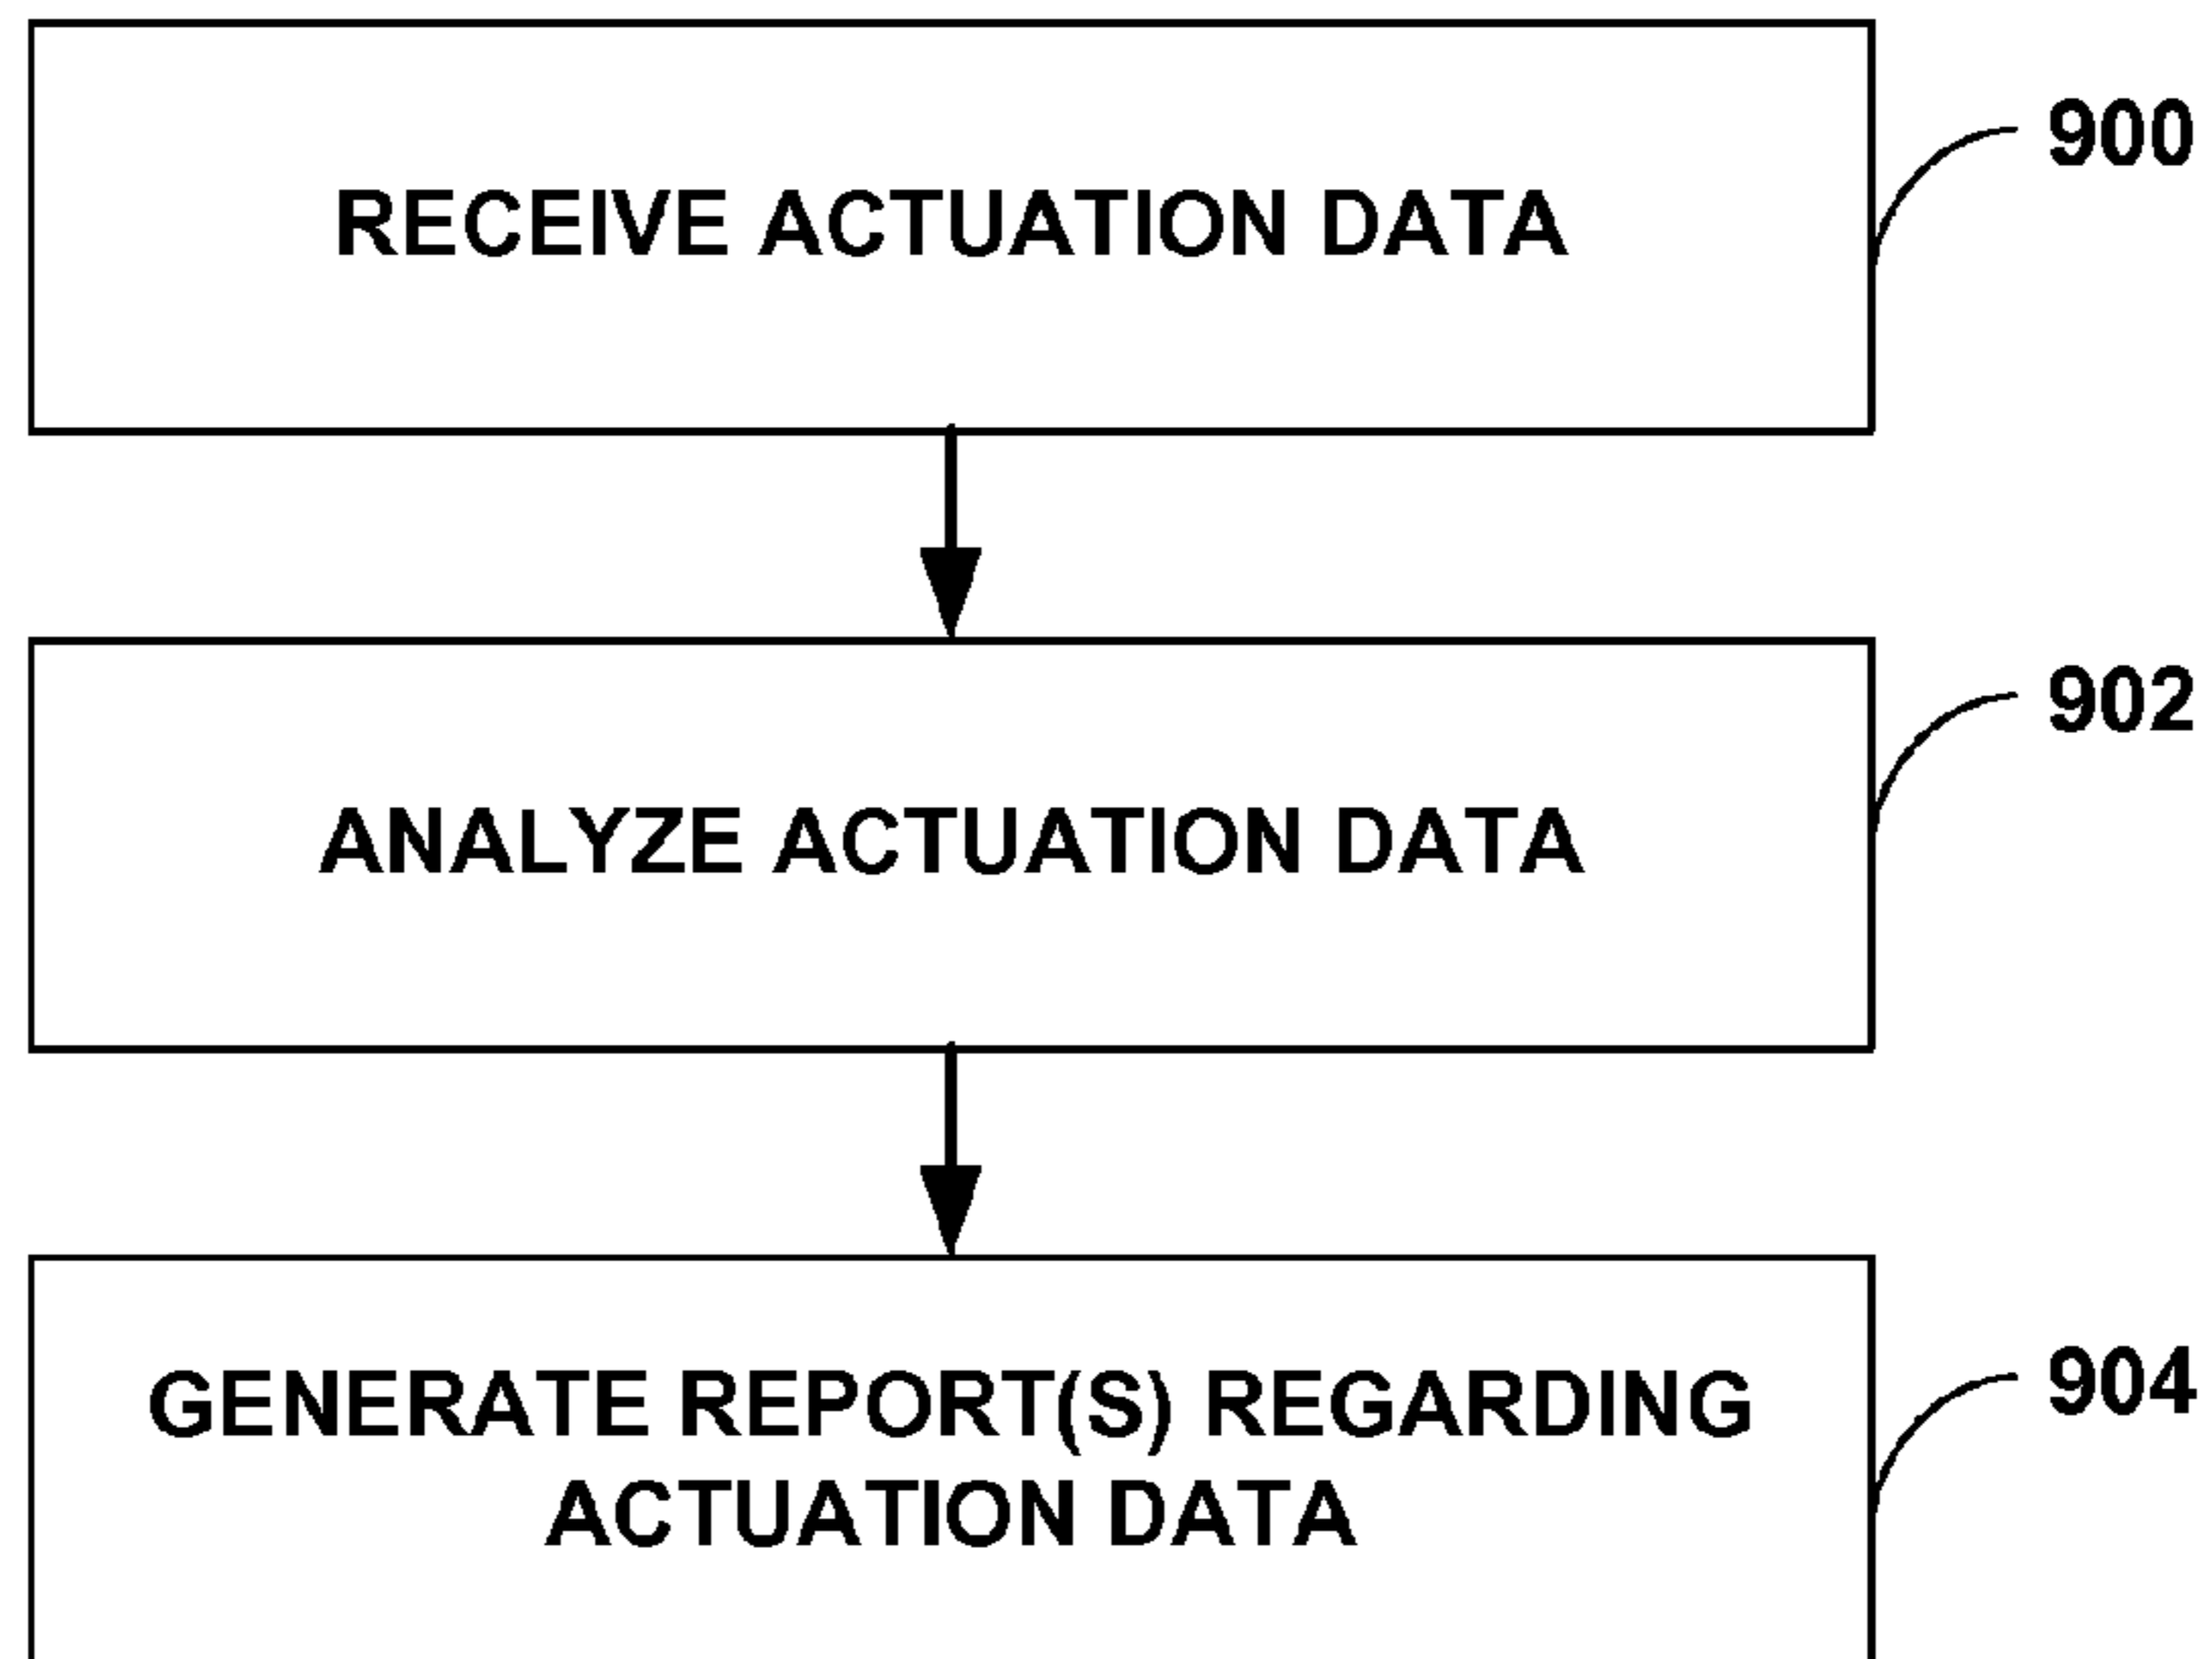 900
RECEIVE ACTUATION DATA
902
ANALYZE ACTUATION DATA
904
GENERATE REPORT(S) REGARDING
ACTUATION DATA